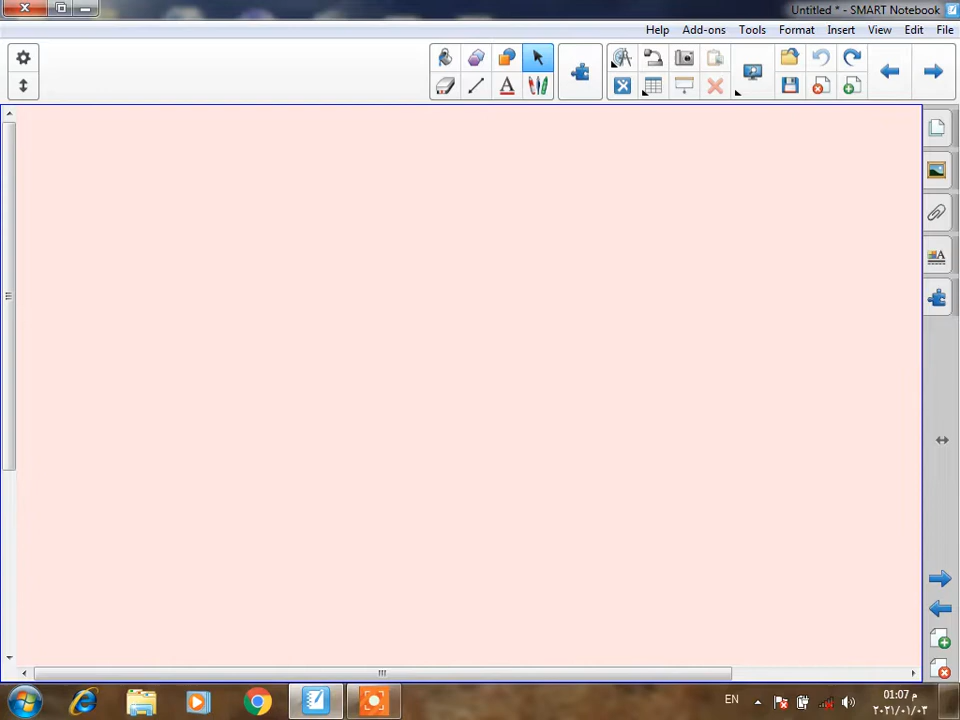 Untitled * - SMART Notebook
Help Add-ons Tools Format Insert View Edit File
EN
01:07 م
٢٠٢١/٠١/٠٣